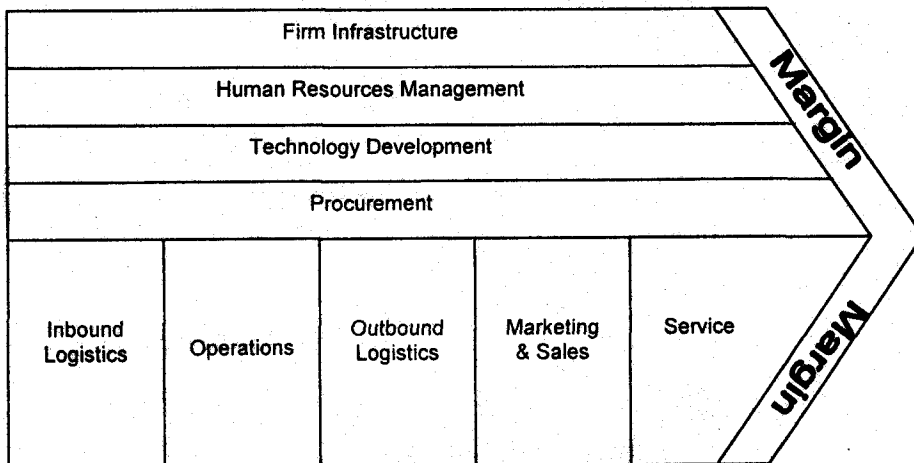 Firm Infrastructure
Human Resources Management
Technology Development
Procurement
Margin
Inbound
Logistics
Operations
Outbound
Logistics
Marketing
& Sales
Service
Margin